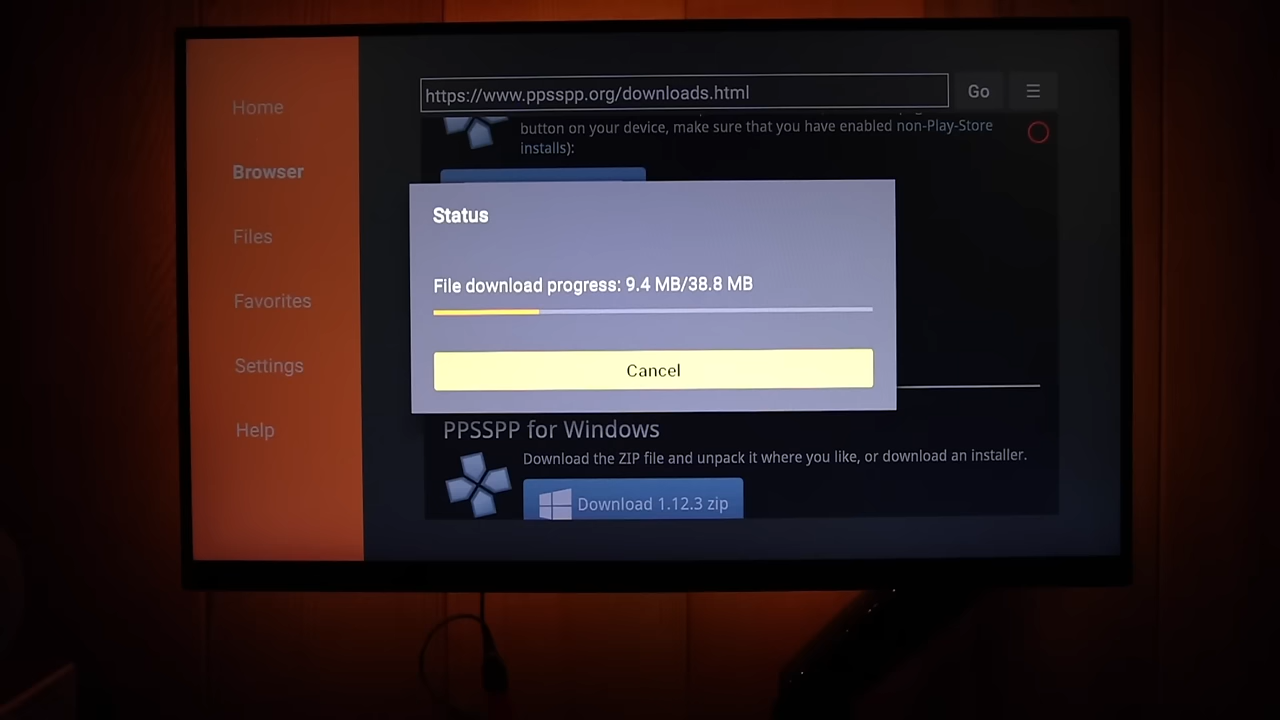 Home
Browser
Files
Favorites
Settings
Help
https://www.ppsspp.org/downloads.html
Go
button on your device, make sure that you have enabled non-Play-Store
installs):
Status
File download progress: 9.4 MB/38.8 MB
Cancel
PPSSPP for Windows
Download the ZIP file and unpack it where you like, or download an installer.
Download 1.12.3 zip